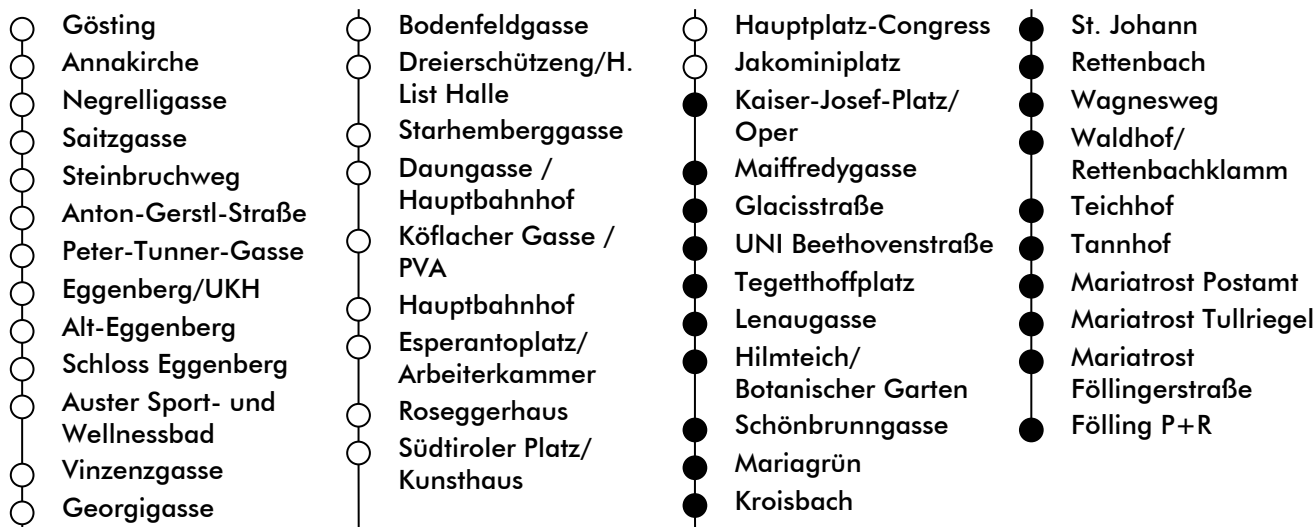 Gösting
Annakirche
Negrelligasse
Saitzgasse
Steinbruchweg
Anton-Gerstl-Straße
Peter-Tunner-Gasse
Eggenberg/UKH
Alt-Eggenberg
Schloss Eggenberg
Auster Sport- und
Wellnessbad
Vinzenzgasse
Georgigasse
Bodenfeldgasse
Dreierschützeng/H.
List Halle
Starhemberggasse
Daungasse /
Hauptbahnhof
Köflacher Gasse /
PVA
Hauptbahnhof
Esperantoplatz/
Arbeiterkammer
Roseggerhaus
Südtiroler Platz/
Kunsthaus
Hauptplatz-Congress
Jakominiplatz
Kaiser-Josef-Platz/
Oper
Maiffredygasse
Glacisstraße
UNI Beethovenstraße
Tegetthoffplatz
Lenaugasse
Hilmteich/
Botanischer Garten
Schönbrunngasse
Mariagrün
Kroisbach
St. Johann
Rettenbach
Wagnesweg
Waldhof/
Rettenbachklamm
Teichhof
Tannhof
Mariatrost Postamt
Mariatrost Tullriegel
Mariatrost
Föllingerstraße
Fölling P+R